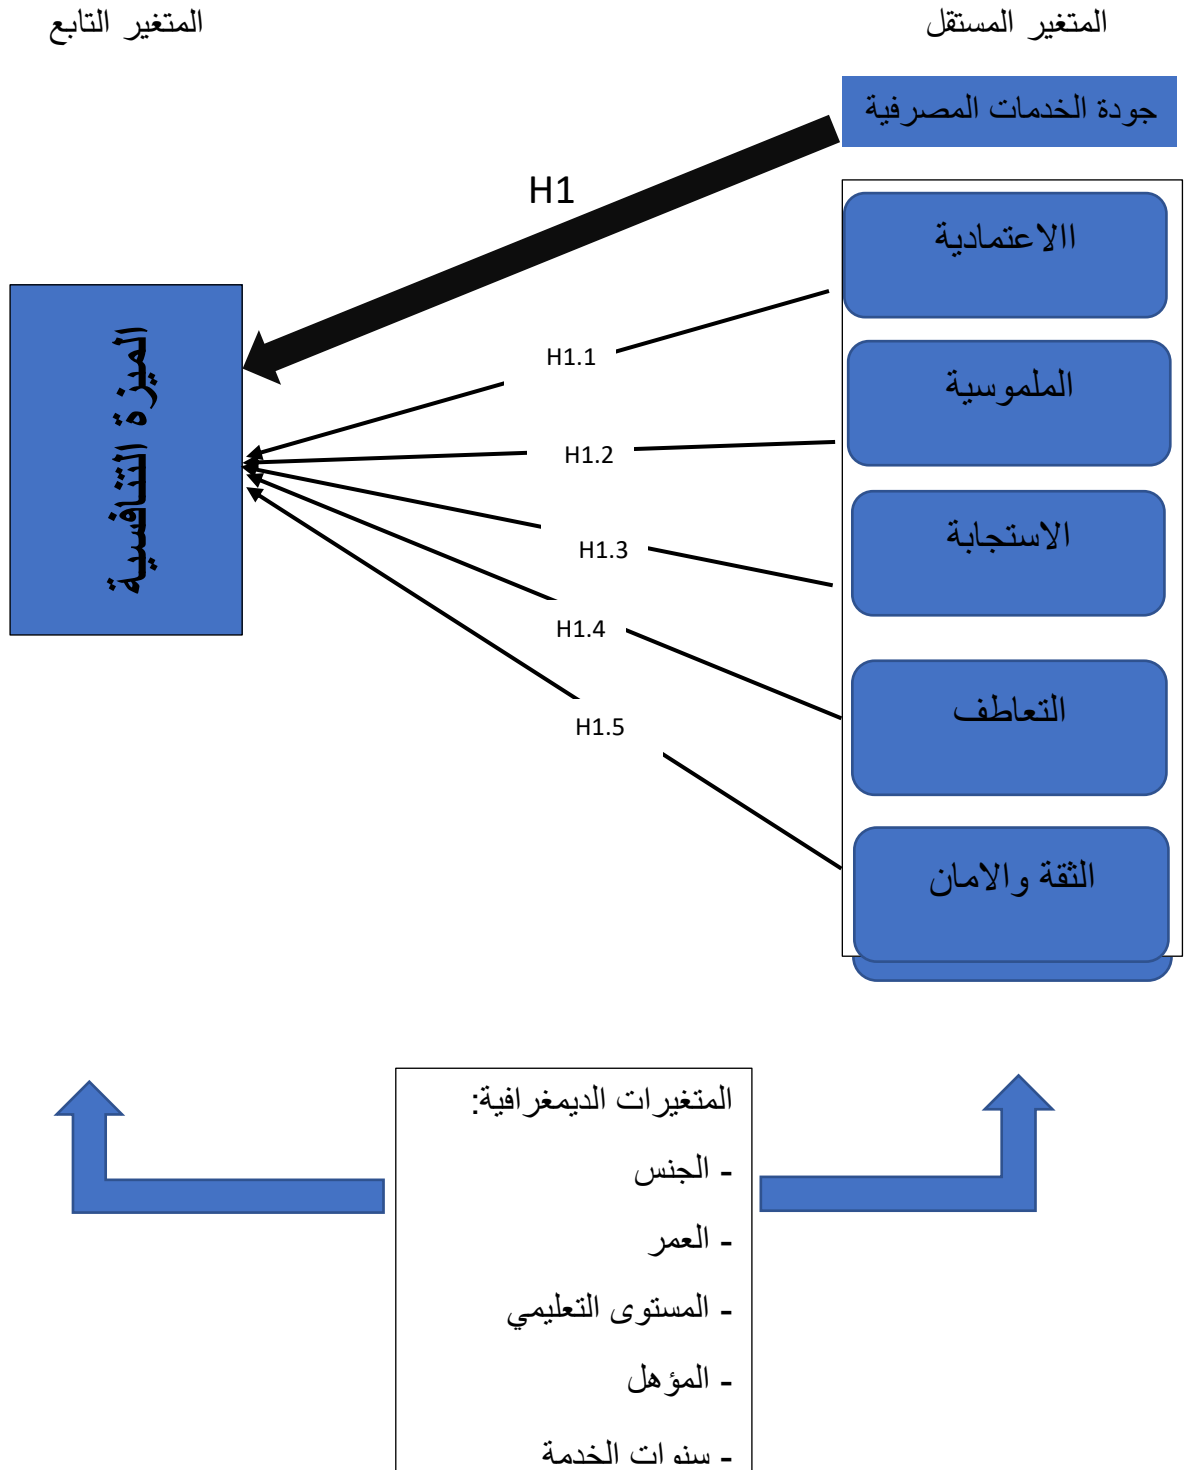 المتغير المستقل
المتغير التابع
جودة الخدمات المصرفية
H1
االاعتمادية
H1.1
الملموسية
H1.2
الميزة التنافسية
الاستجابة
H1.3
H1.4
التعاطف
H1.5
الثقة والامان
المتغيرات الديمغرافية:
- الجنس
- العمر
- المستوى التعليمي
- المؤهل
- سنوات الخدمة